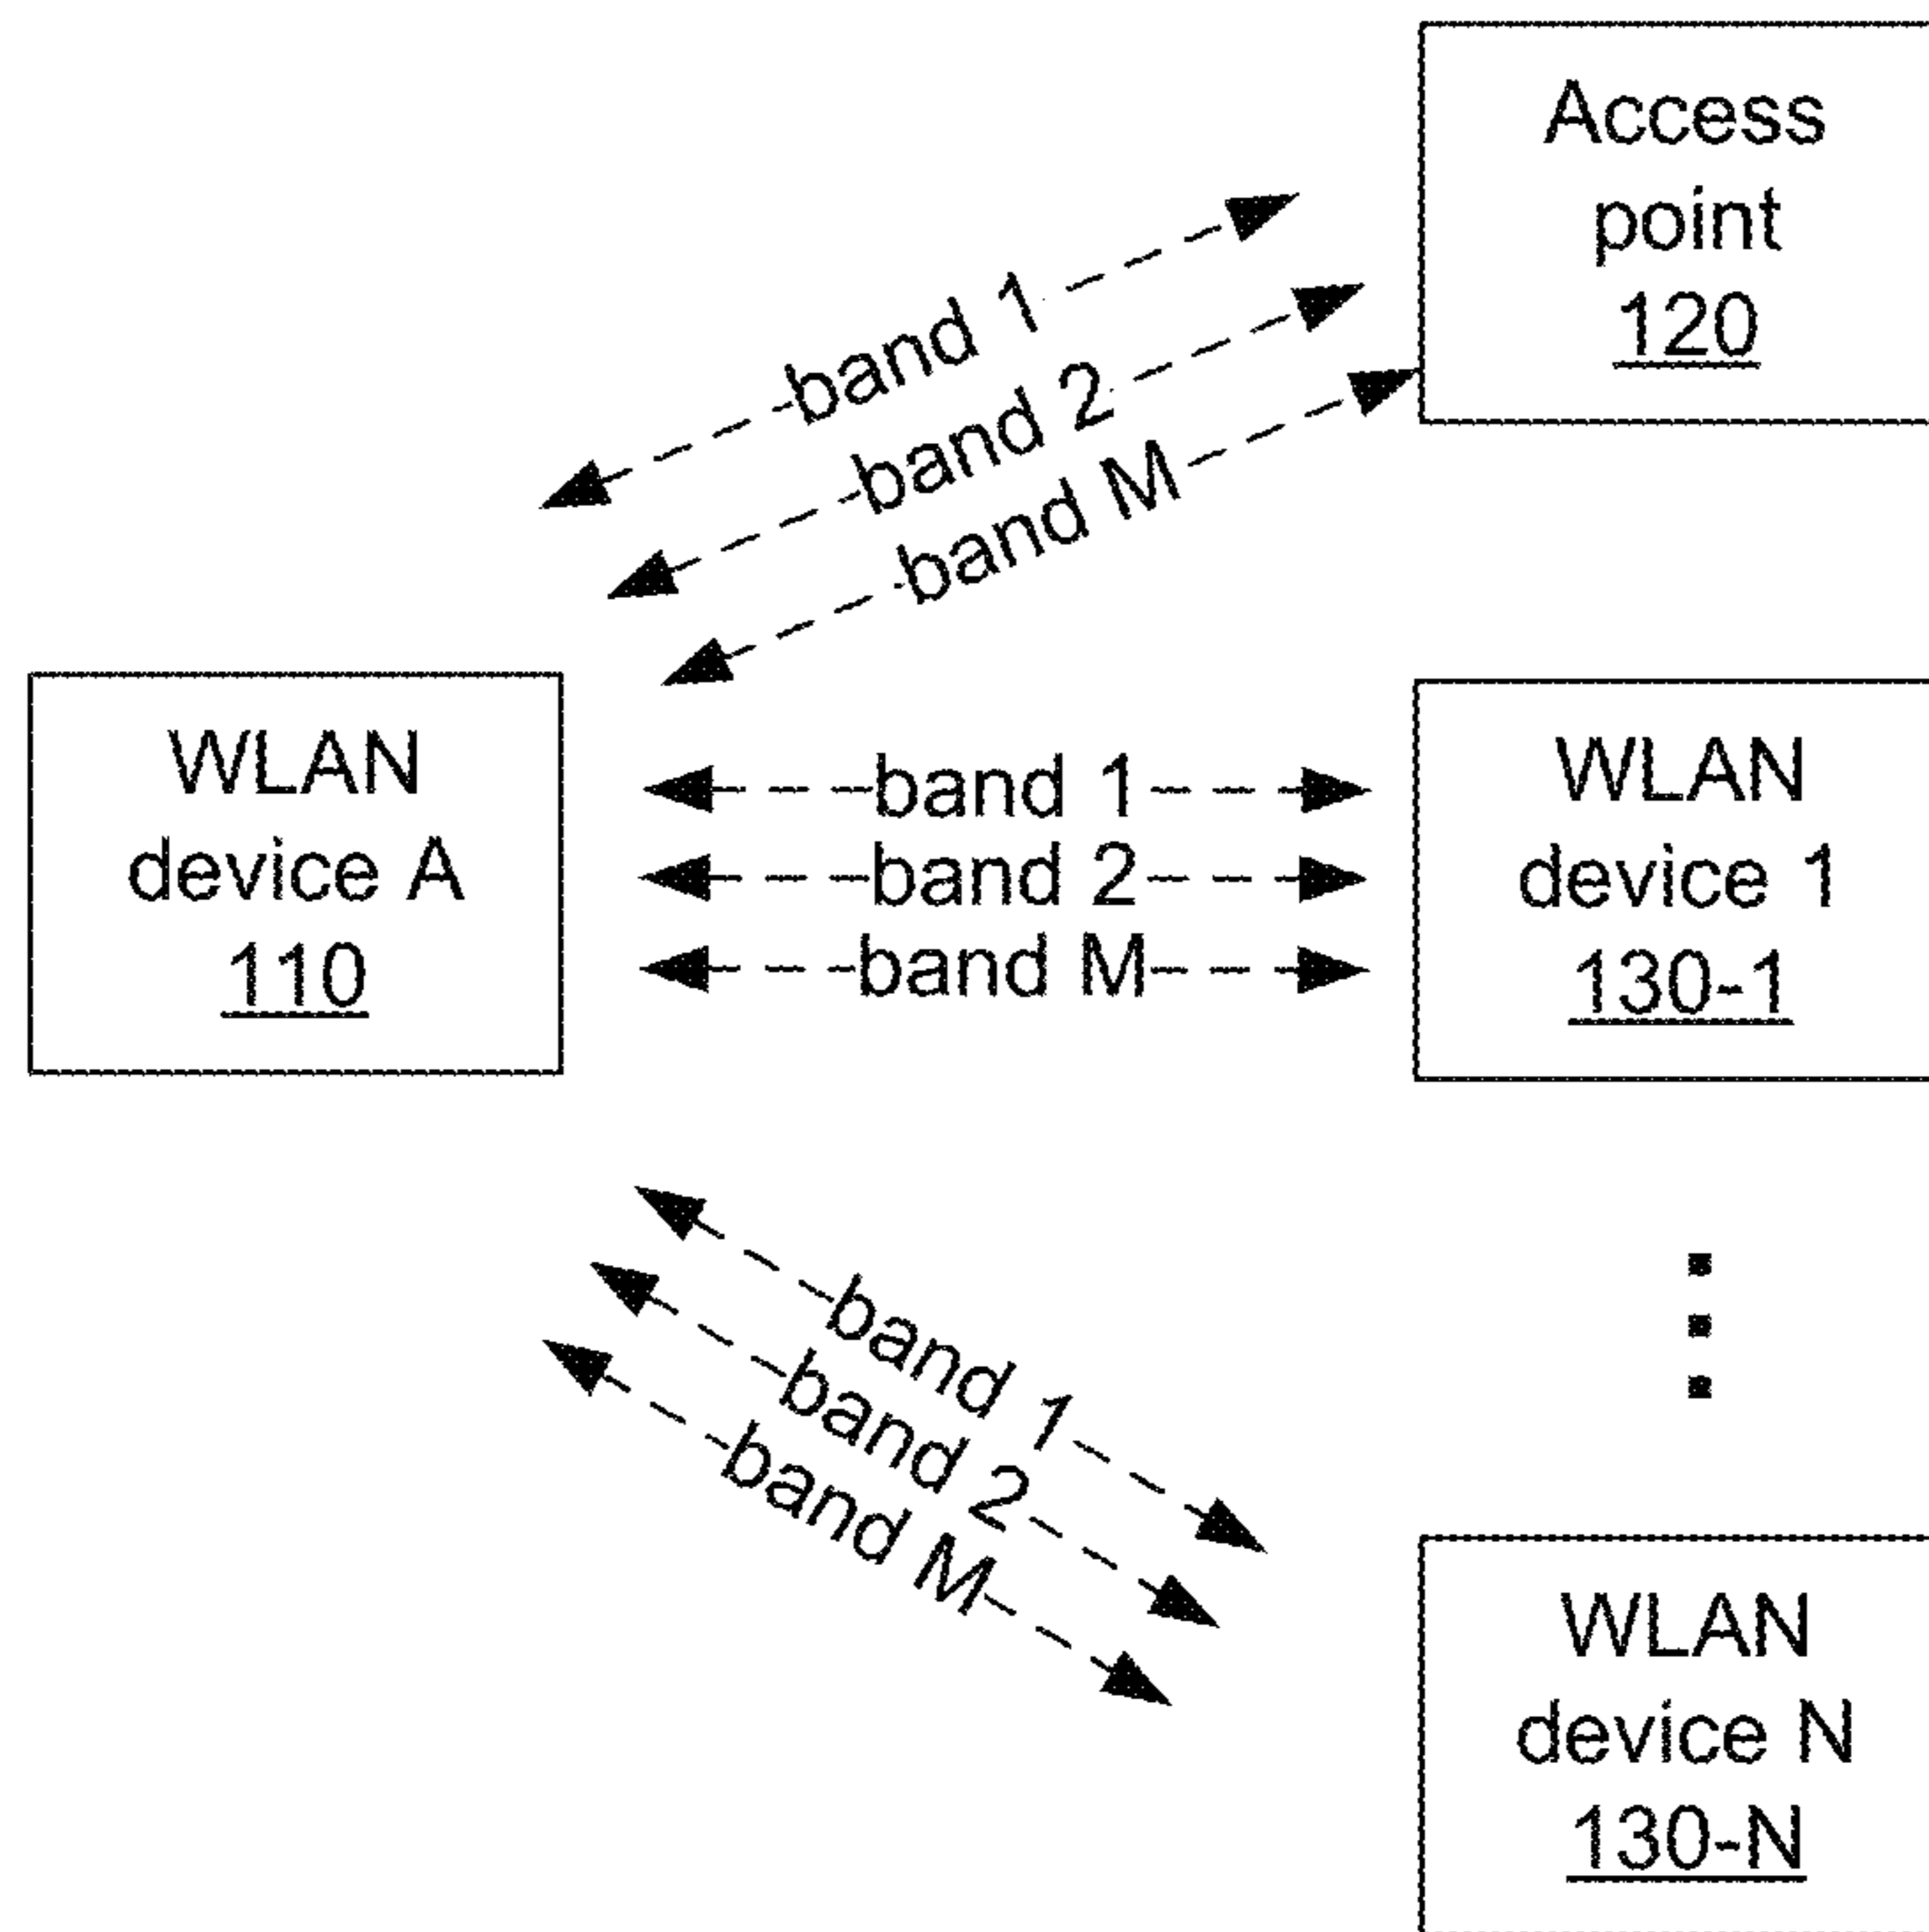 Access
point
120
band 1
band 2
band M
WLAN
device A
110
band 1
band 2
band M
WLAN
device 1
130-1
band 1
band 2
band M
WLAN
device N
130-N